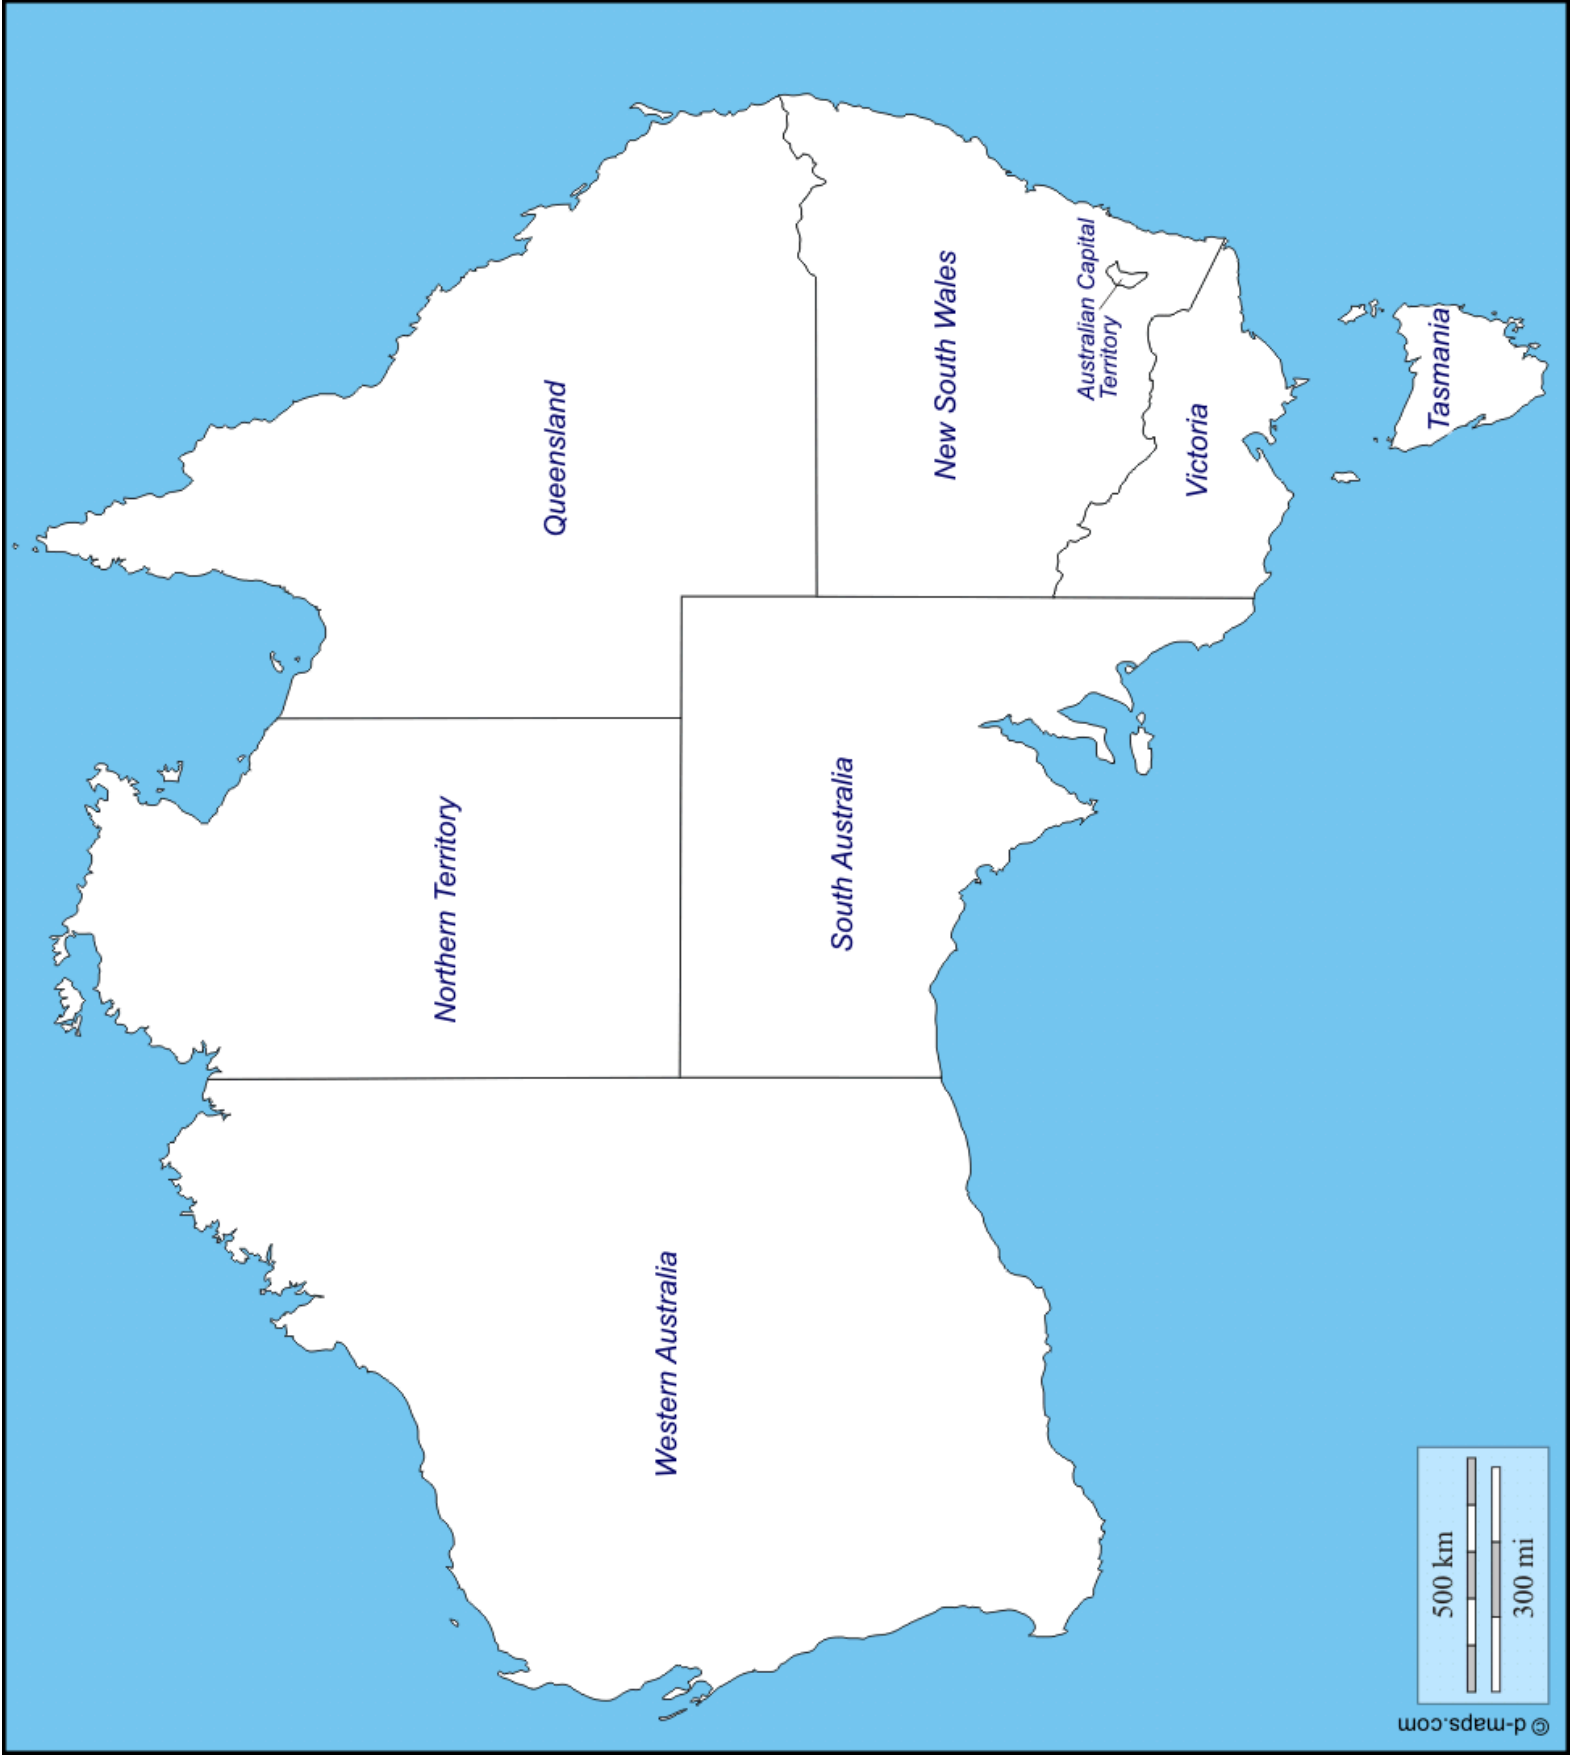 Northern Territory
Queensland
Western Australia
South Australia
New South Wales
Australian Capital
Territory
Victoria
Tasmania
500 km
300 mi
© d-maps.com